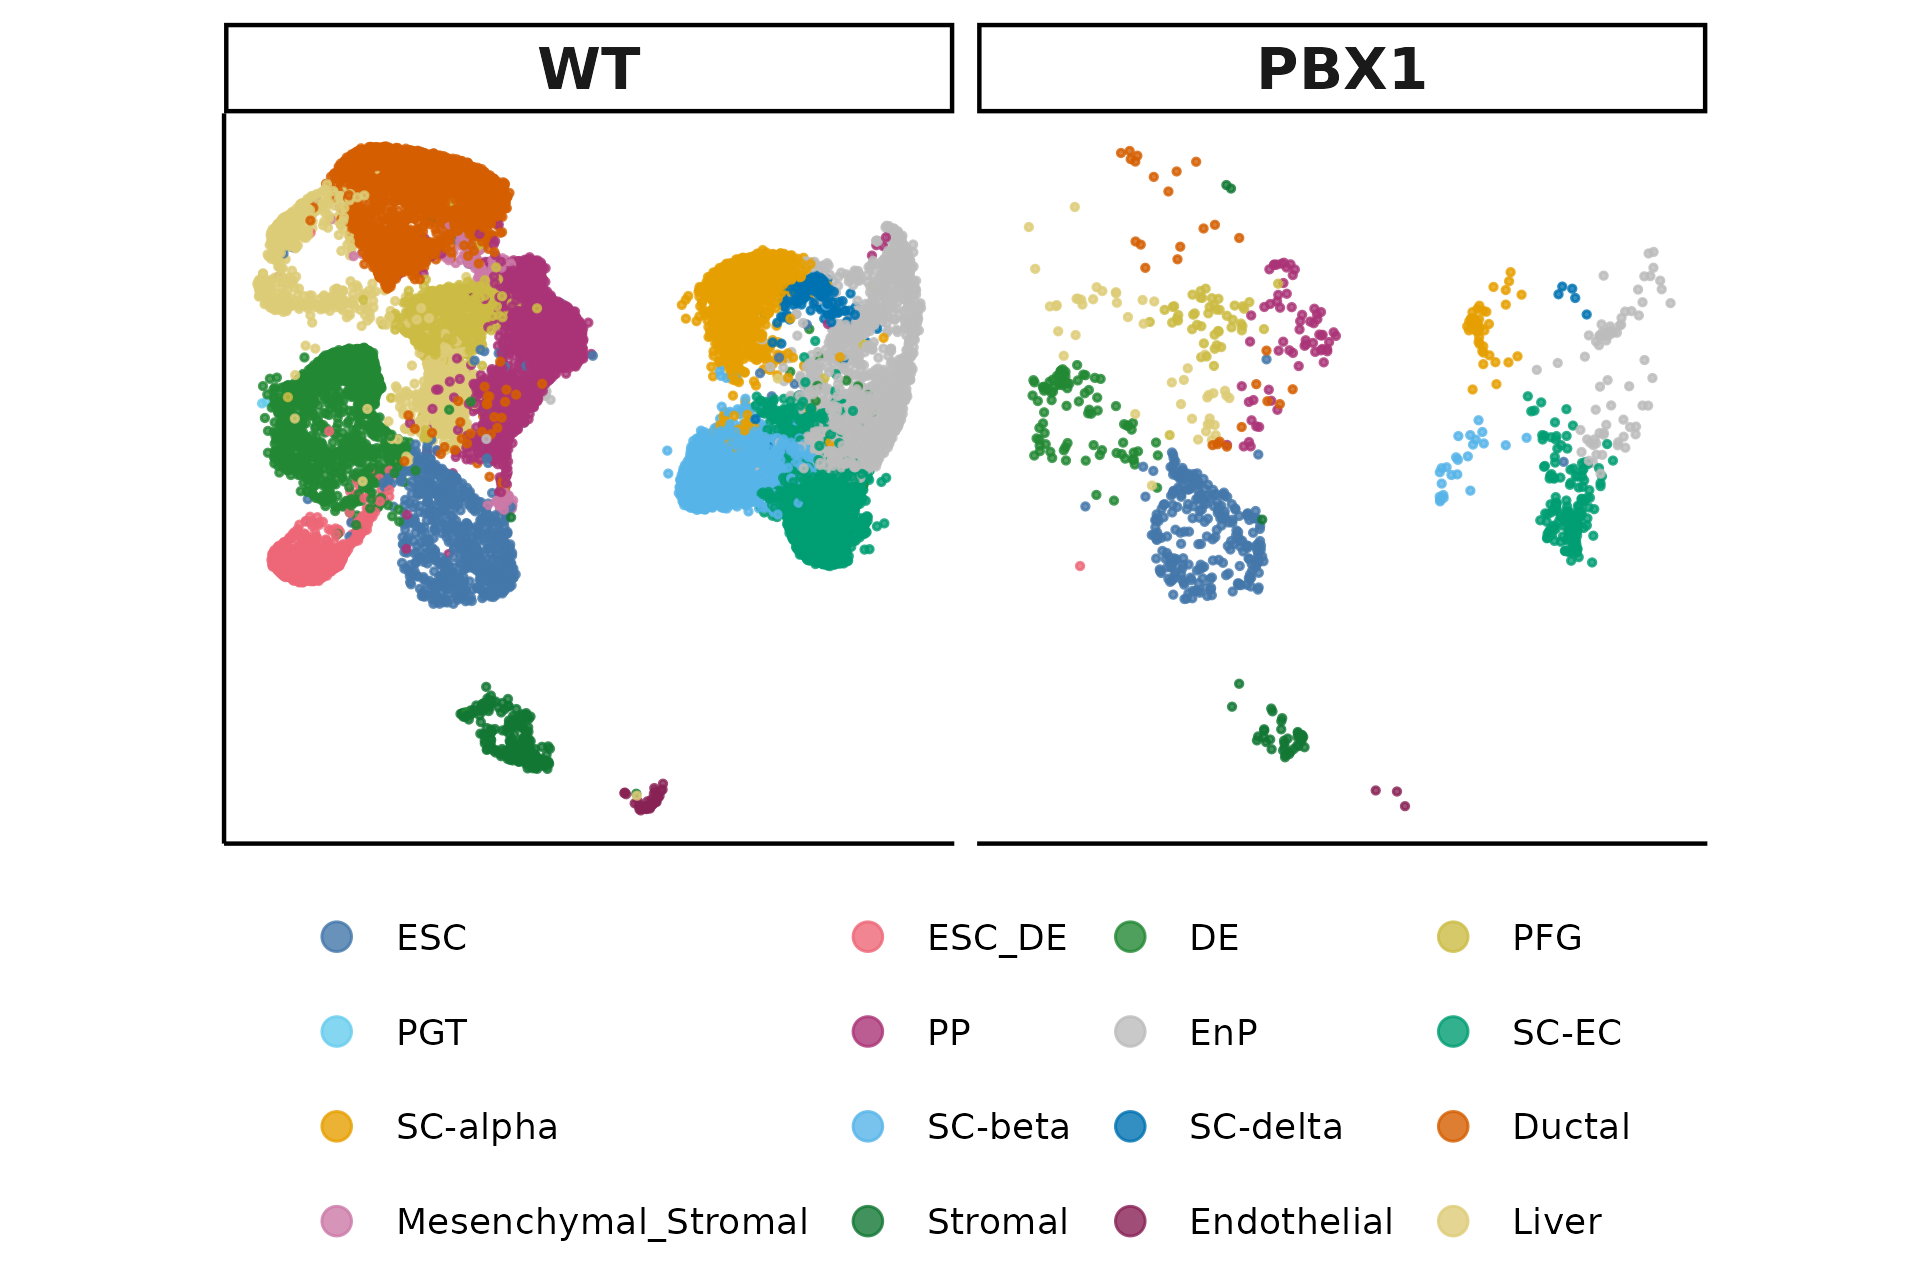 WT
PBX1
ESC
ESC_DE
DE
PFG
PGT
PP
EnP
SC-EC
SC-alpha
SC-beta
SC-delta
Ductal
Mesenchymal_Stromal
Stromal
Endothelial
Liver